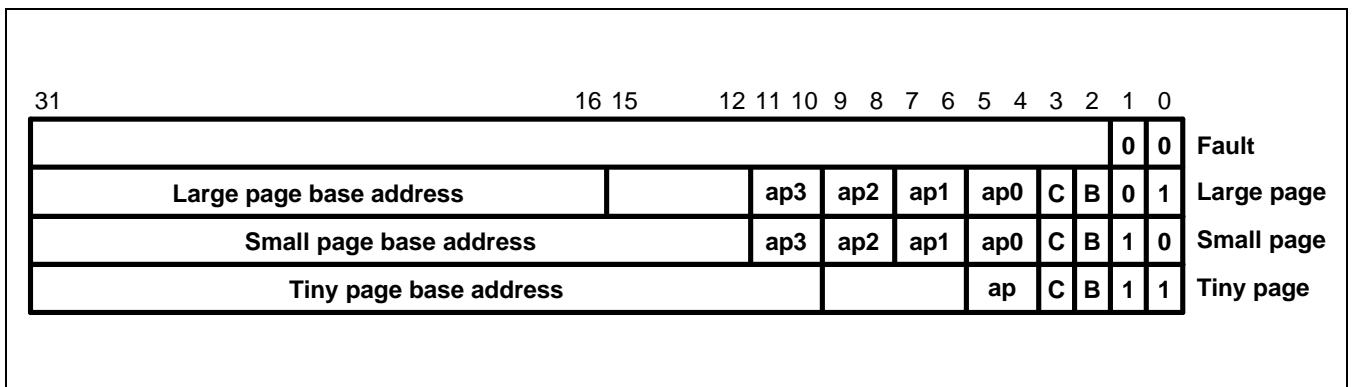 31 16 15 12 11 10 9 8 7 6 5 4 3 2 1 0
0 0 Fault
Large page base address ap3 ap2 ap1 ap0 C B 0 1 Large page
Small page base address ap3 ap2 ap1 ap0 C B 1 0 Small page
Tiny page base address ap C B 1 1 Tiny page